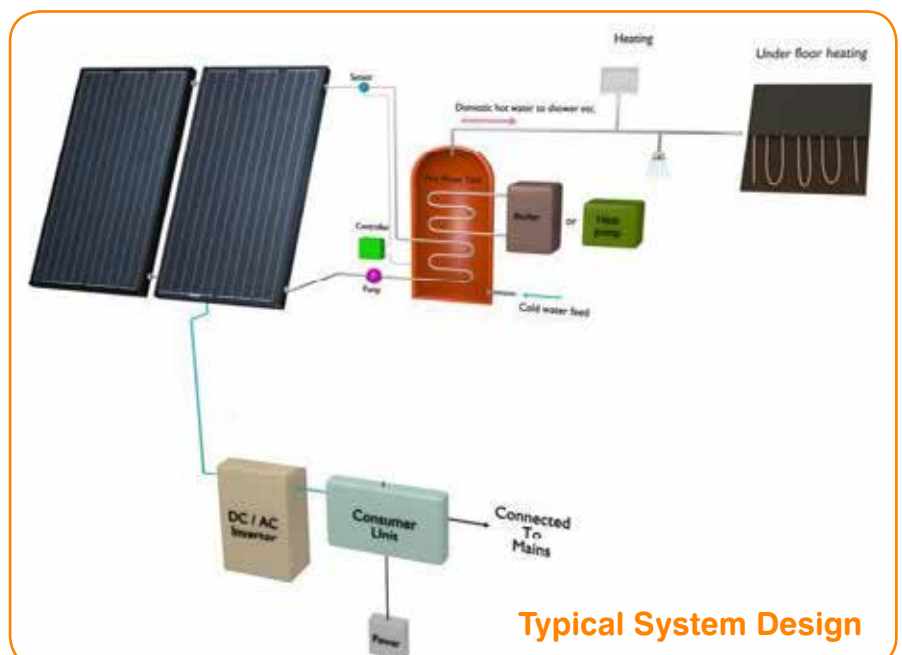 Heating
Under floor heating
Sensor
Domestic hot water to shower etc.
Boiler
or
Heat
pump
Controller
Pump
Cold water feed
DC / AC
Inverter
Consumer
Unit
Connected
To
Mains
Power
Typical System Design